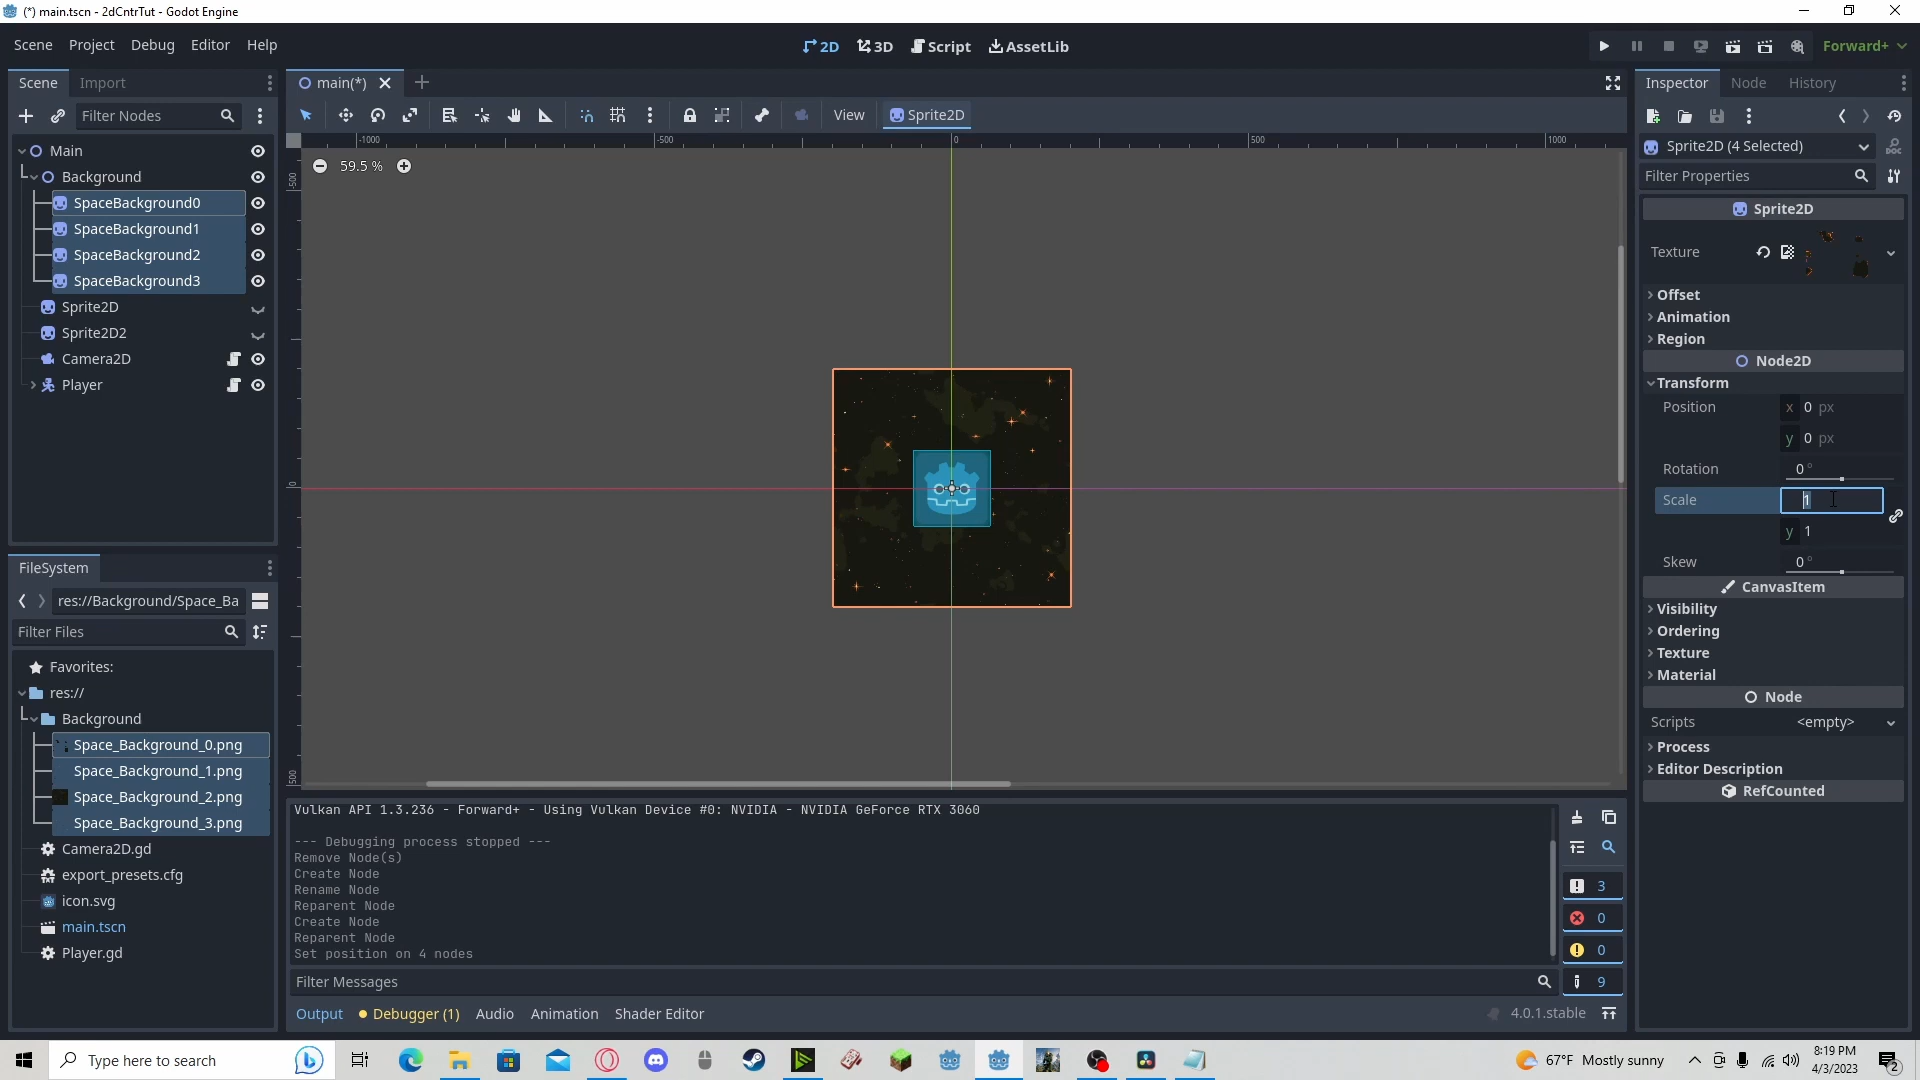 (*) main.tscn - 2dCntrTut - Godot Engine
Scene Project Debug Editor Help
2D 3D Script AssetLib
Forward+
Scene Import
Filter Nodes
Main
Background
SpaceBackground0
SpaceBackground1
SpaceBackground2
SpaceBackground3
Sprite2D
Sprite2D2
Camera2D
Player
FileSystem
res://Background/Space_Ba
Filter Files
Favorites:
res://
Background
Space_Background_0.png
Space_Background_1.png
Space_Background_2.png
Space_Background_3.png
Camera2D.gd
export_presets.cfg
icon.svg
main.tscn
Player.gd
main(*)
View Sprite2D
-1000 -500 0 500 1000
-500
0
500
59.5 %
Vulkan API 1.3.236 - Forward+ - Using Vulkan Device #0: NVIDIA - NVIDIA GeForce RTX 3060
--- Debugging process stopped ---
Remove Node(s)
Create Node
Rename Node
Reparent Node
Create Node
Reparent Node
Set position on 4 nodes
3
0
0
9
Filter Messages
Output Debugger (1) Audio Animation Shader Editor
4.0.1.stable
Inspector Node History
Sprite2D (4 Selected)
DOC
Filter Properties
Sprite2D
Texture
Offset
Animation
Region
Node2D
Transform
Position x 0 px
y 0 px
Rotation 0 °
Scale 1
y 1
Skew 0 °
CanvasItem
Visibility
Ordering
Texture
Material
Node
Scripts <empty>
Process
Editor Description
RefCounted
Type here to search
67°F Mostly sunny
8:19 PM
4/3/2023
2